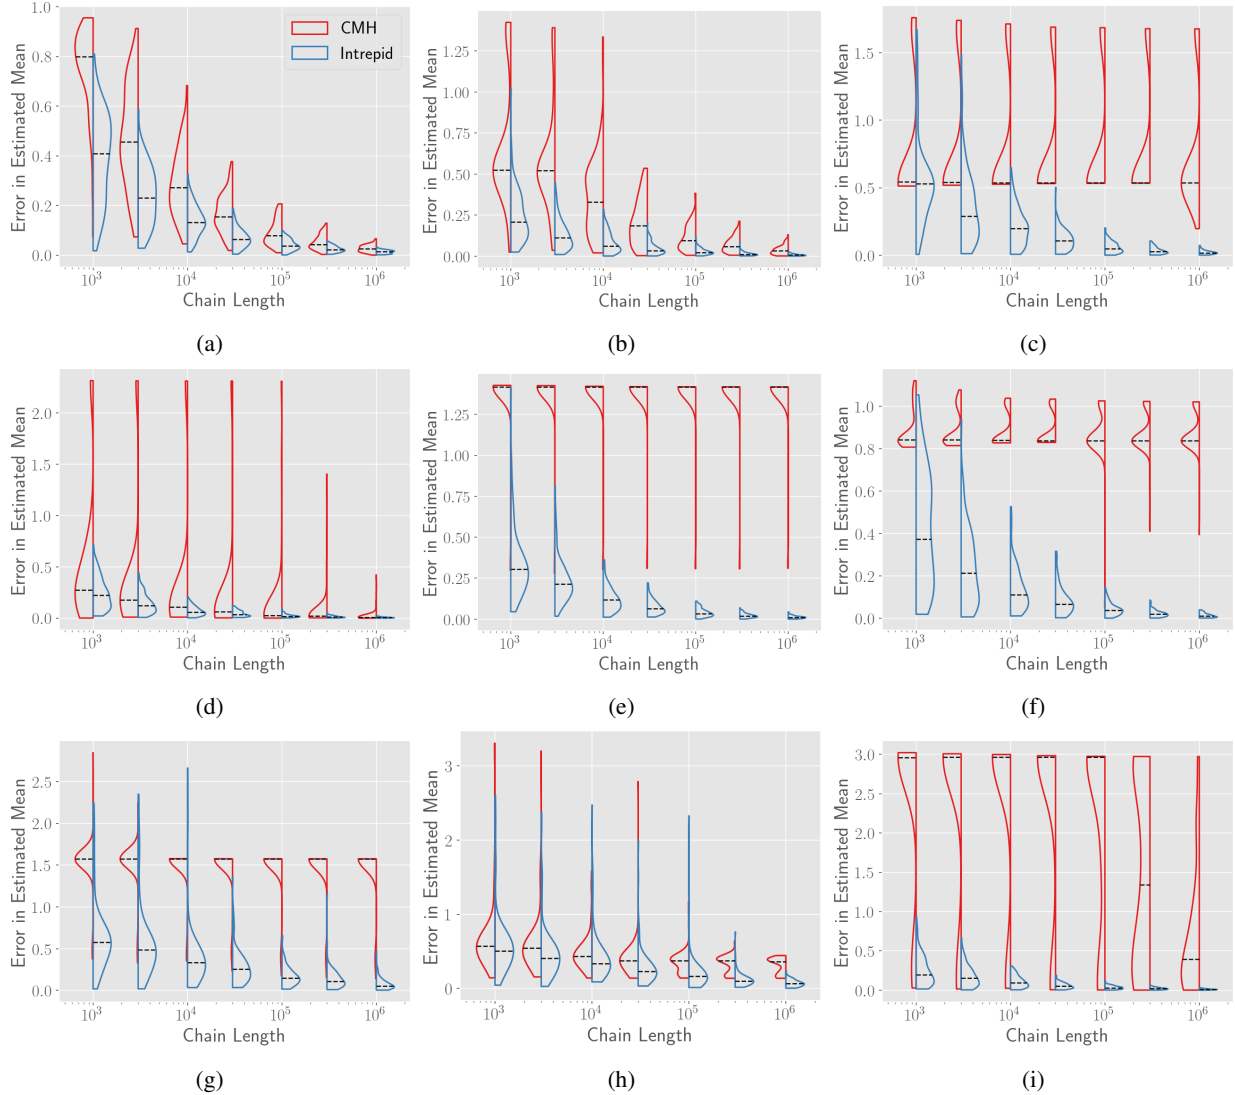 1.0
0.8
0.6
0.4
0.2
0.0
Error in Estimated Mean
10³ 10⁴ 10⁵ 10⁶
Chain Length
CMH
Intrepid
(a)
1.25
1.00
0.75
0.50
0.25
0.00
Error in Estimated Mean
10³ 10⁴ 10⁵ 10⁶
Chain Length
(b)
1.5
1.0
0.5
0.0
Error in Estimated Mean
10³ 10⁴ 10⁵ 10⁶
Chain Length
(c)
2.0
1.5
1.0
0.5
0.0
Error in Estimated Mean
10³ 10⁴ 10⁵ 10⁶
Chain Length
(d)
1.25
1.00
0.75
0.50
0.25
0.00
Error in Estimated Mean
10³ 10⁴ 10⁵ 10⁶
Chain Length
(e)
1.0
0.8
0.6
0.4
0.2
0.0
Error in Estimated Mean
10³ 10⁴ 10⁵ 10⁶
Chain Length
(f)
2.5
2.0
1.5
1.0
0.5
0.0
Error in Estimated Mean
10³ 10⁴ 10⁵ 10⁶
Chain Length
(g)
3
2
1
0
Error in Estimated Mean
10³ 10⁴ 10⁵ 10⁶
Chain Length
(h)
3.0
2.5
2.0
1.5
1.0
0.5
0.0
Error in Estimated Mean
10³ 10⁴ 10⁵ 10⁶
Chain Length
(i)